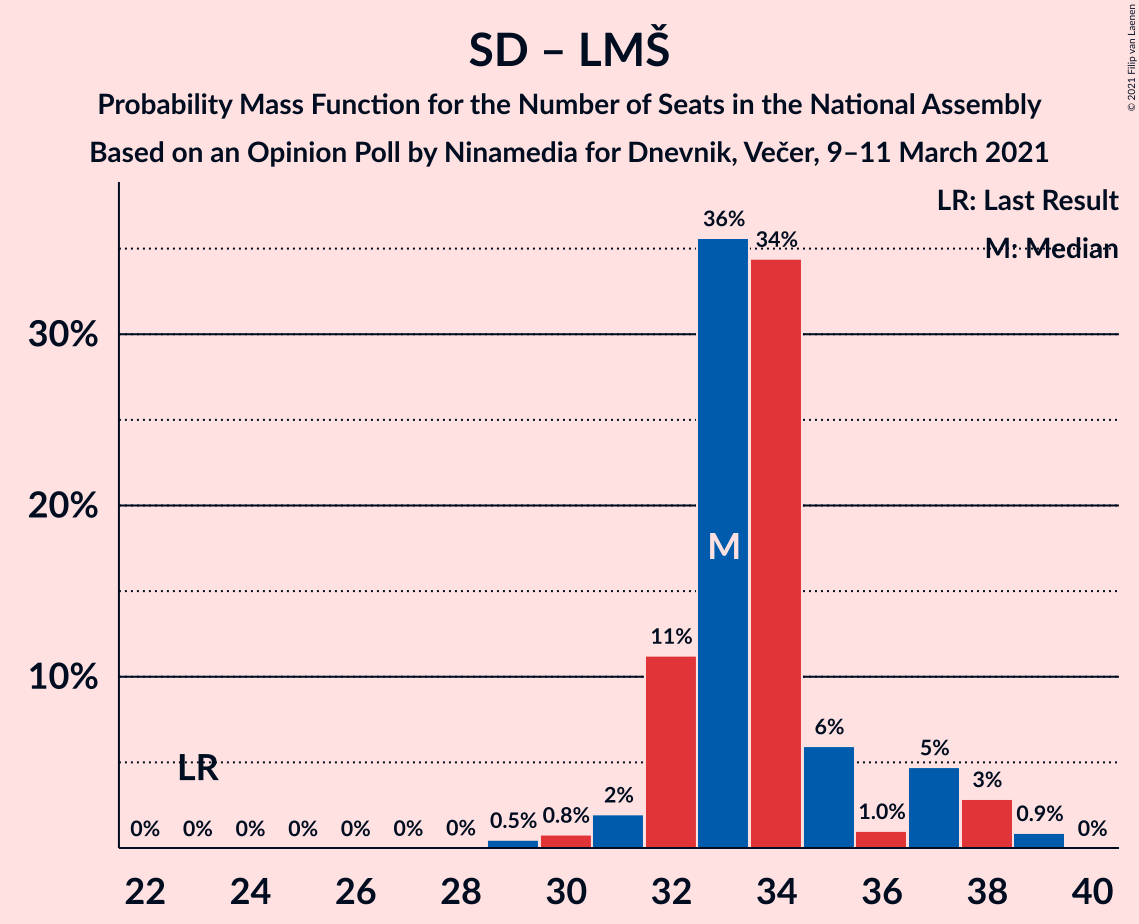 SD – LMŠ
Probability Mass Function for the Number of Seats in the National Assembly
Based on an Opinion Poll by Ninamedia for Dnevnik, Večer, 9–11 March 2021
© 2021 Filip van Laenen
LR: Last Result
M: Median
36%
34%
30%
20%
M
11%
10%
6%
5%
LR
3%
2%
0% 0% 0% 0% 0% 0% 0% 0.5% 0.8% 1.0% 0.9% 0%
22 24 26 28 30 32 34 36 38 40